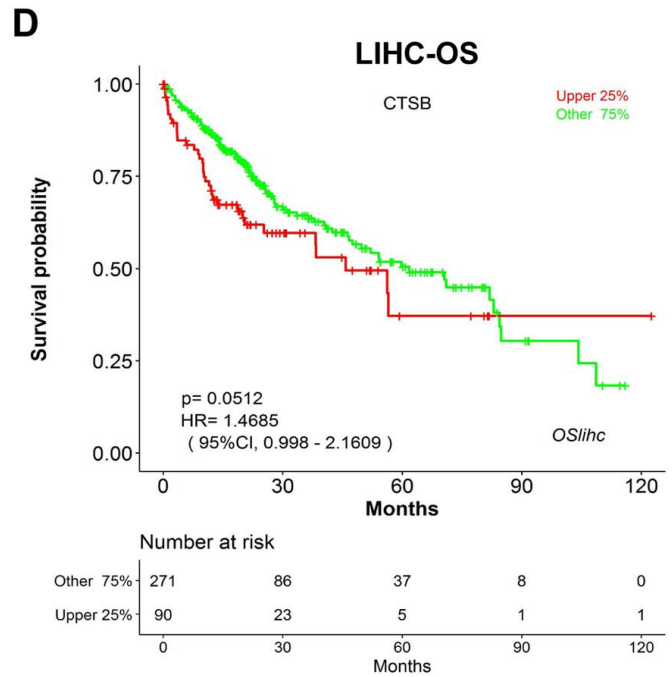 D
LIHC-OS
CTSB
Upper 25%
Other 75%
Survival probability
1.00
0.75
0.50
0.25
0.00
p= 0.0512
HR= 1.4685
( 95%CI, 0.998 - 2.1609 )
OSlihc
0 30 60 90 120
Months
Number at risk
Other 75% 271 86 37 8 0
Upper 25% 90 23 5 1 1
0 30 60 90 120
Months